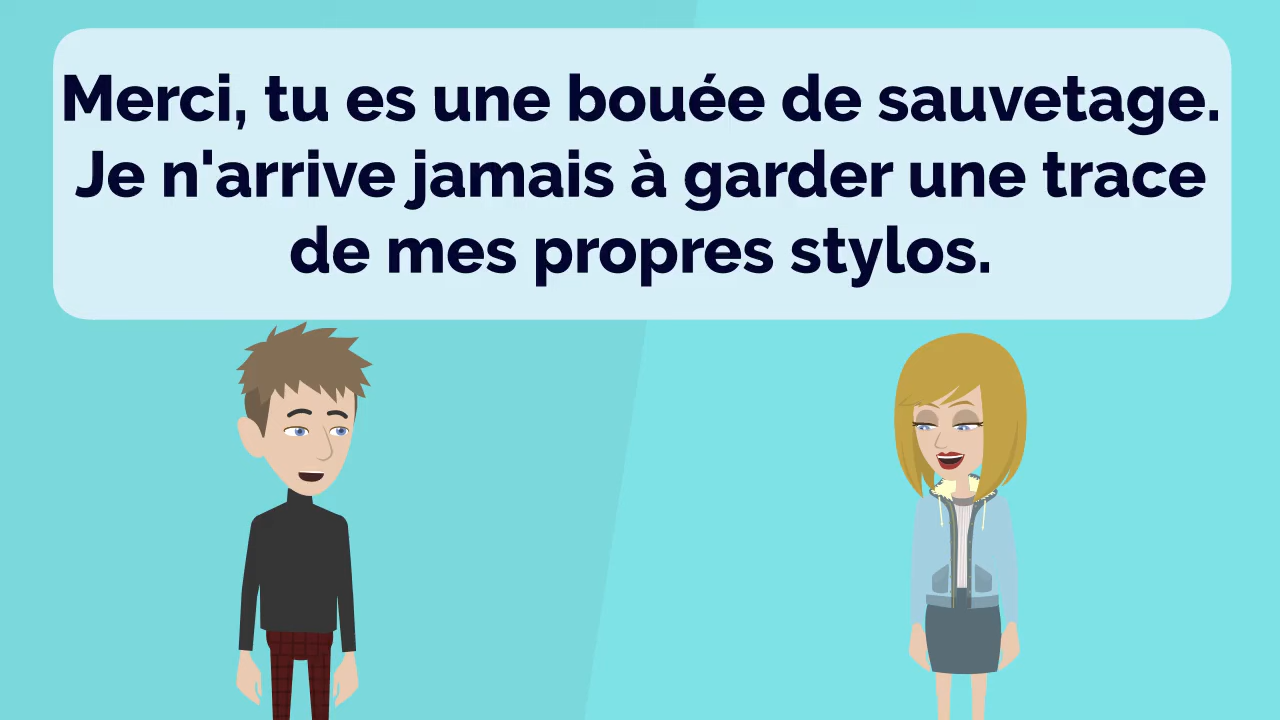 Merci, tu es une bouée de sauvetage.
Je n'arrive jamais à garder une trace
de mes propres stylos.